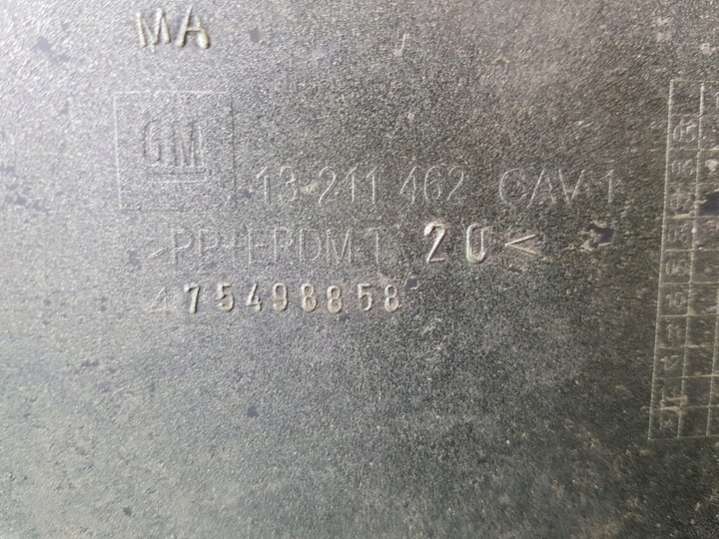 MA
GM
13 211 462 CAV 1
>PP+EPDM-T 20<
475498858